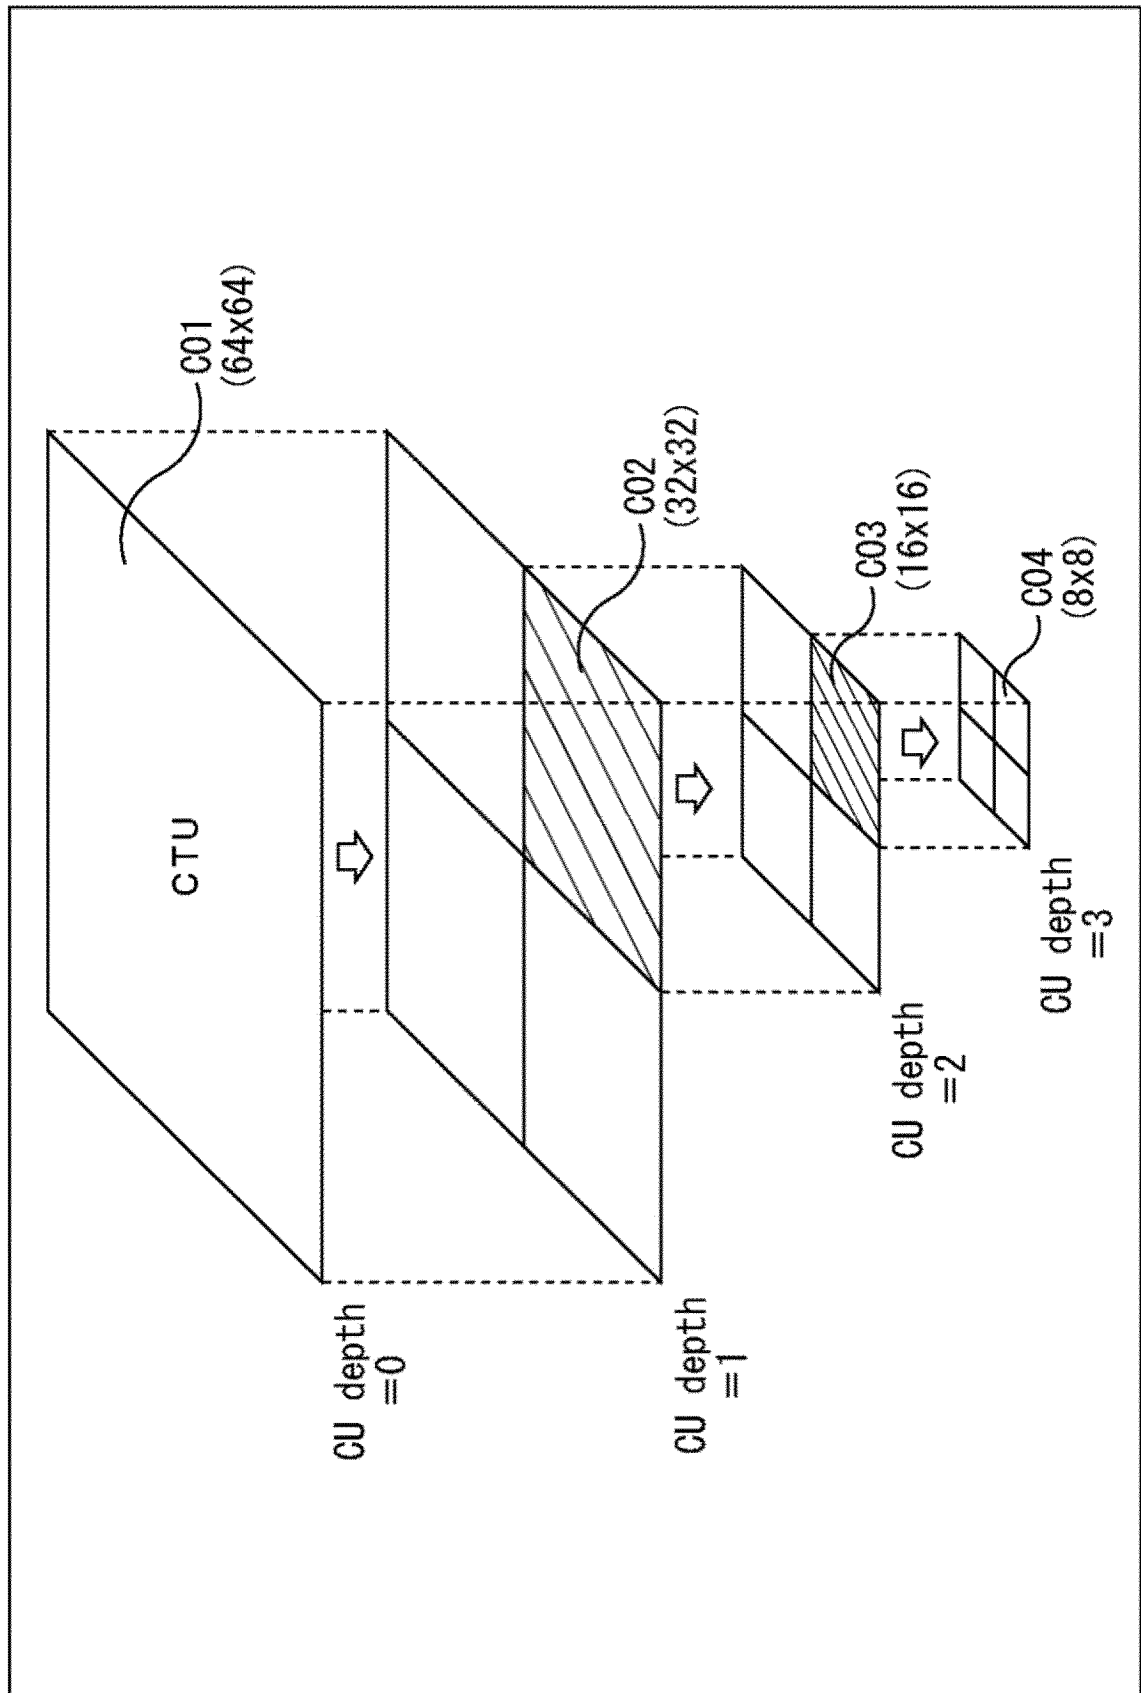 CTU
C01
(64x64)
CU depth
=0
C02
(32x32)
CU depth
=1
C03
(16x16)
CU depth
=2
C04
(8x8)
CU depth
=3